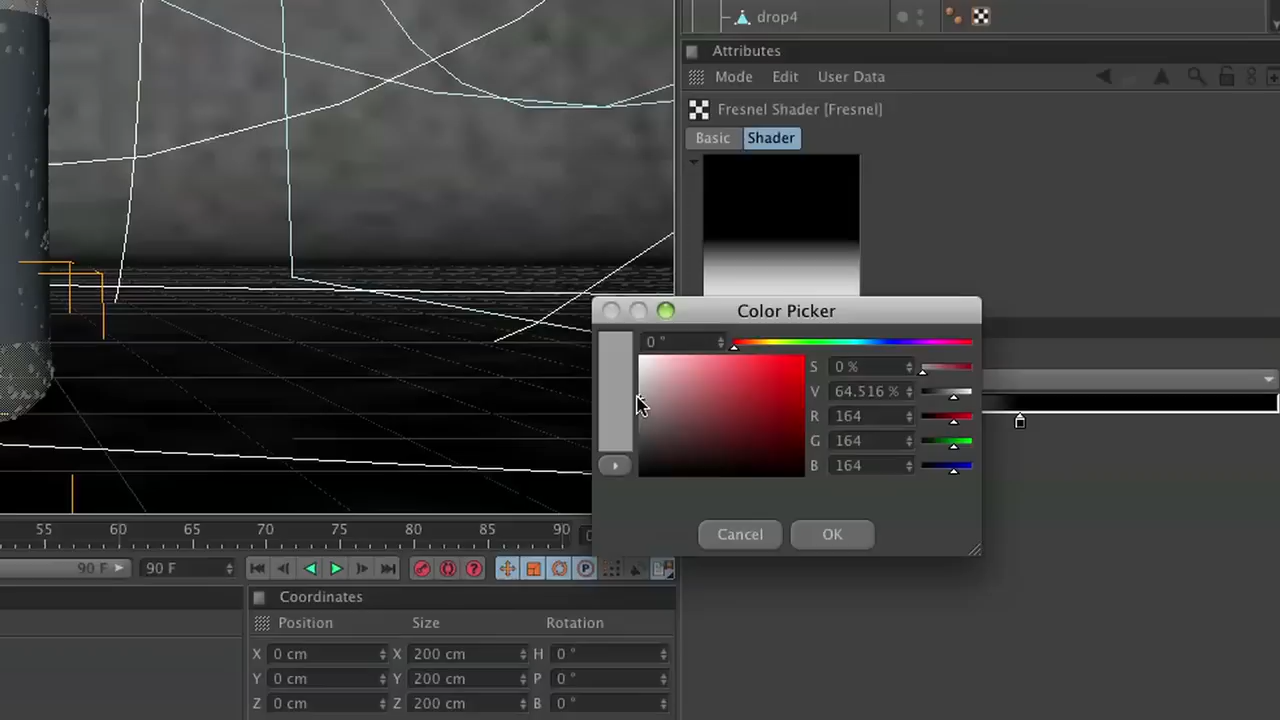 drop4
Attributes
Mode Edit User Data
Fresnel Shader [Fresnel]
Basic Shader
Color Picker
0 °
S 0 %
V 64.516 %
R 164
G 164
B 164
Cancel OK
55 60 65 70 75 80 85 90
90 F 90 F
Coordinates
Position Size Rotation
X 0 cm X 200 cm H 0 °
Y 0 cm Y 200 cm P 0 °
Z 0 cm Z 200 cm B 0 °